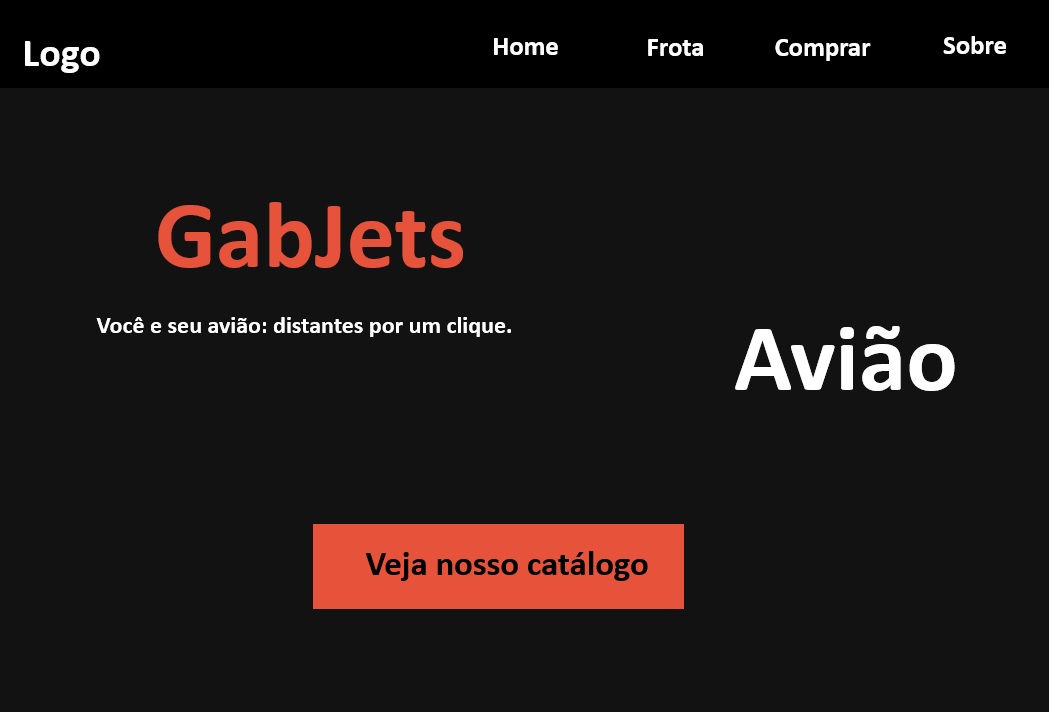 Logo
Home
Frota
Comprar
Sobre
GabJets
Você e seu avião: distantes por um clique.
Avião
Veja nosso catálogo